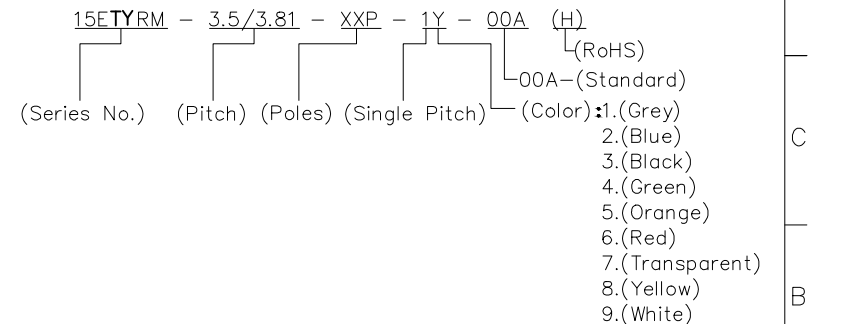 15ETYRM - 3.5/3.81 - XXP - 1Y - 00A (H)
(RoHS)
00A-(Standard)
(Series No.) (Pitch) (Poles) (Single Pitch) (Color):1.(Grey)
2.(Blue)
3.(Black)
C
4.(Green)
5.(Orange)
6.(Red)
7.(Transparent)
8.(Yellow)
B
9.(White)